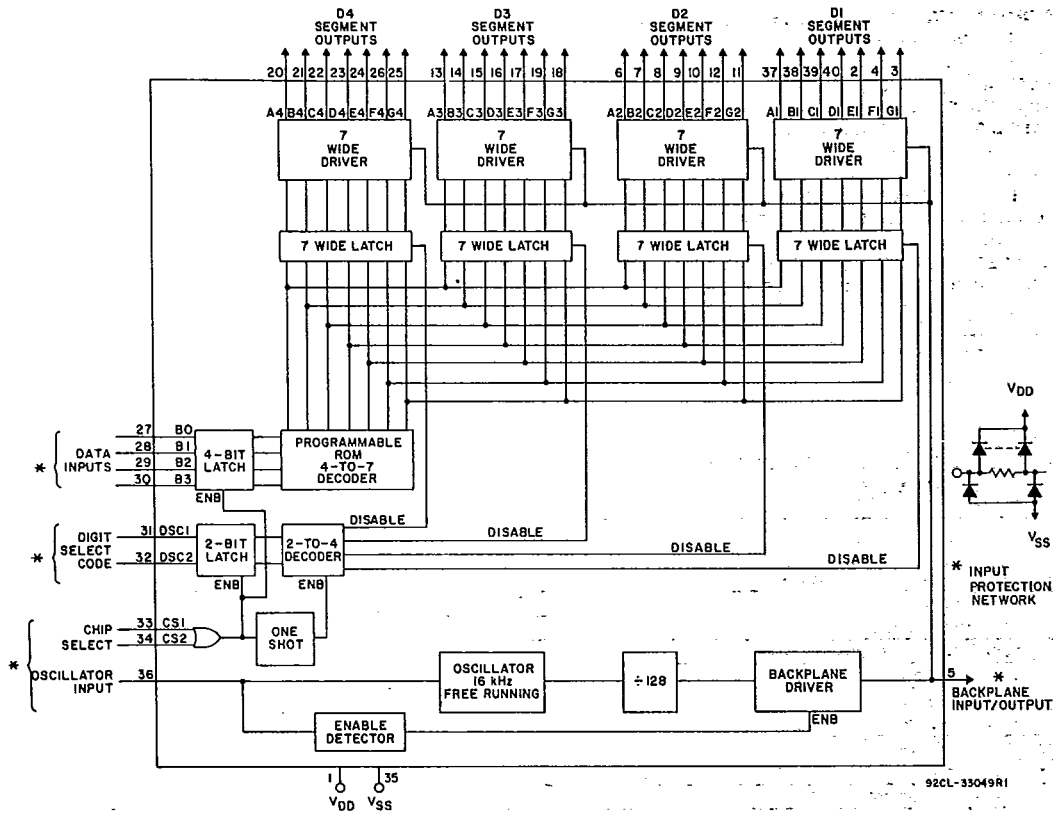 D4
SEGMENT
OUTPUTS
D3
SEGMENT
OUTPUTS
D2
SEGMENT
OUTPUTS
D1
SEGMENT
OUTPUTS
20 21 22 23 24 26 25
13 14 15 16 17 19 18
6 7 8 9 10 12 11
37 38 39 40 2 4 3
A4 B4 C4 D4 E4 F4 G4
A3 B3 C3 D3 E3 F3 G3
A2 B2 C2 D2 E2 F2 G2
A1 B1 C1 D1 E1 F1 G1
7
WIDE
DRIVER
7
WIDE
DRIVER
7
WIDE
DRIVER
7
WIDE
DRIVER
7 WIDE LATCH
7 WIDE LATCH
7 WIDE LATCH
7 WIDE LATCH
* DATA
INPUTS
27 B0
28 B1
29 B2
30 B3
4-BIT
LATCH
ENB
PROGRAMMABLE
ROM
4-TO-7
DECODER
* DIGIT
SELECT
CODE
31 DSC1
32 DSC2
2-BIT
LATCH
ENB
2-TO-4
DECODER
ENB
DISABLE
DISABLE
DISABLE
DISABLE
VDD
VSS
* INPUT
PROTECTION
NETWORK
* CHIP
SELECT
33 CS1
34 CS2
ONE
SHOT
OSCILLATOR
INPUT
36
OSCILLATOR
16 kHz
FREE RUNNING
÷128
BACKPLANE
DRIVER
ENB
5 *
BACKPLANE
INPUT/OUTPUT
ENABLE
DETECTOR
1
VDD
35
VSS
92CL-33049R1